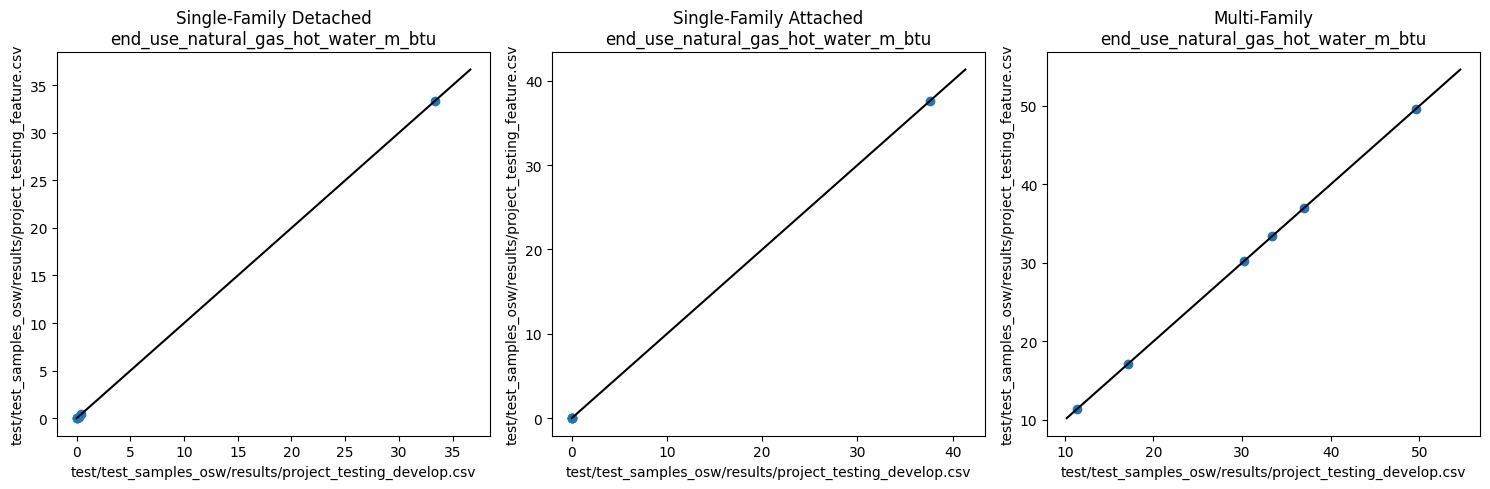 Single-Family Detached
end_use_natural_gas_hot_water_m_btu
test/test_samples_osw/results/project_testing_feature.csv
35
30
25
20
15
10
5
0
0 5 10 15 20 25 30 35
test/test_samples_osw/results/project_testing_develop.csv
Single-Family Attached
end_use_natural_gas_hot_water_m_btu
test/test_samples_osw/results/project_testing_feature.csv
40
30
20
10
0
0 10 20 30 40
test/test_samples_osw/results/project_testing_develop.csv
Multi-Family
end_use_natural_gas_hot_water_m_btu
test/test_samples_osw/results/project_testing_feature.csv
50
40
30
20
10
10 20 30 40 50
test/test_samples_osw/results/project_testing_develop.csv